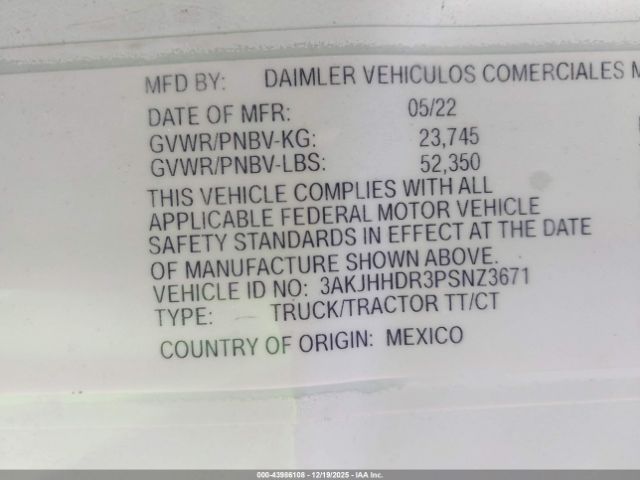 MFD BY: DAIMLER VEHICULOS COMERCIALES M
DATE OF MFR: 05/22
GVWR/PNBV-KG: 23,745
GVWR/PNBV-LBS: 52,350
THIS VEHICLE COMPLIES WITH ALL
APPLICABLE FEDERAL MOTOR VEHICLE
SAFETY STANDARDS IN EFFECT AT THE DATE
OF MANUFACTURE SHOWN ABOVE.
VEHICLE ID NO: 3AKJHHDR3PSNZ3671
TYPE: TRUCK/TRACTOR TT/CT
COUNTRY OF ORIGIN: MEXICO
000-43986108 - 12/19/2025 - IAA Inc.